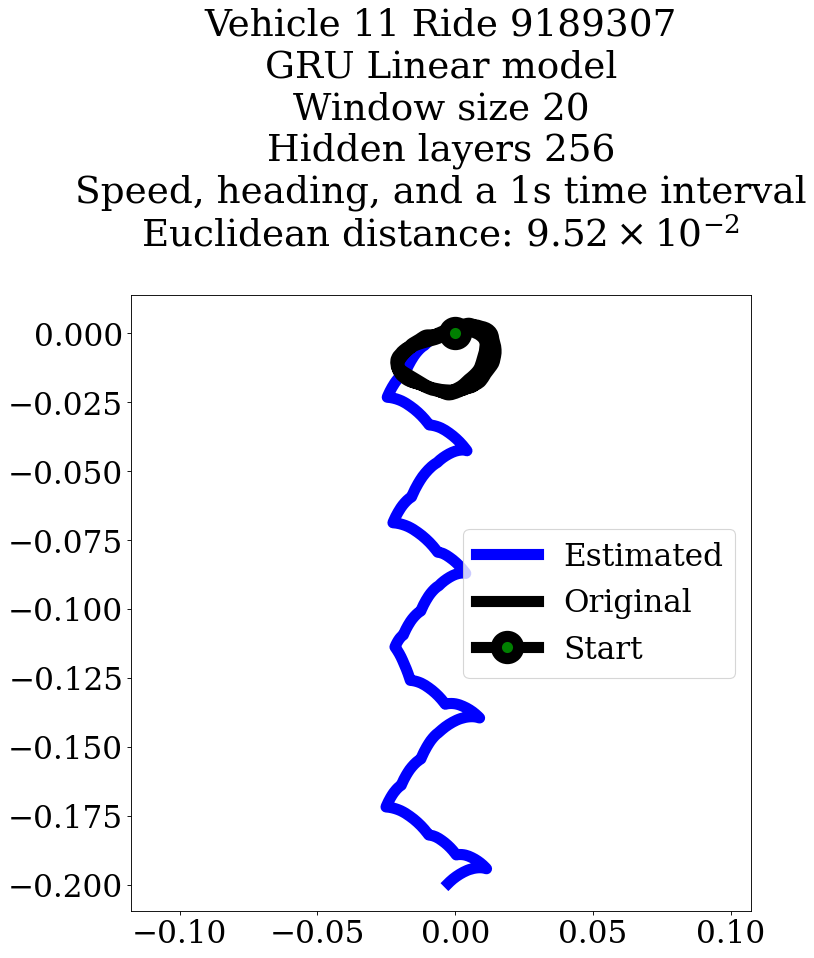 Vehicle 11 Ride 9189307
GRU Linear model
Window size 20
Hidden layers 256
Speed, heading, and a 1s time interval
Euclidean distance: 9.52 × 10⁻²
0.000
−0.025
−0.050
−0.075
−0.100
−0.125
−0.150
−0.175
−0.200
Estimated
Original
Start
−0.10 −0.05 0.00 0.05 0.10